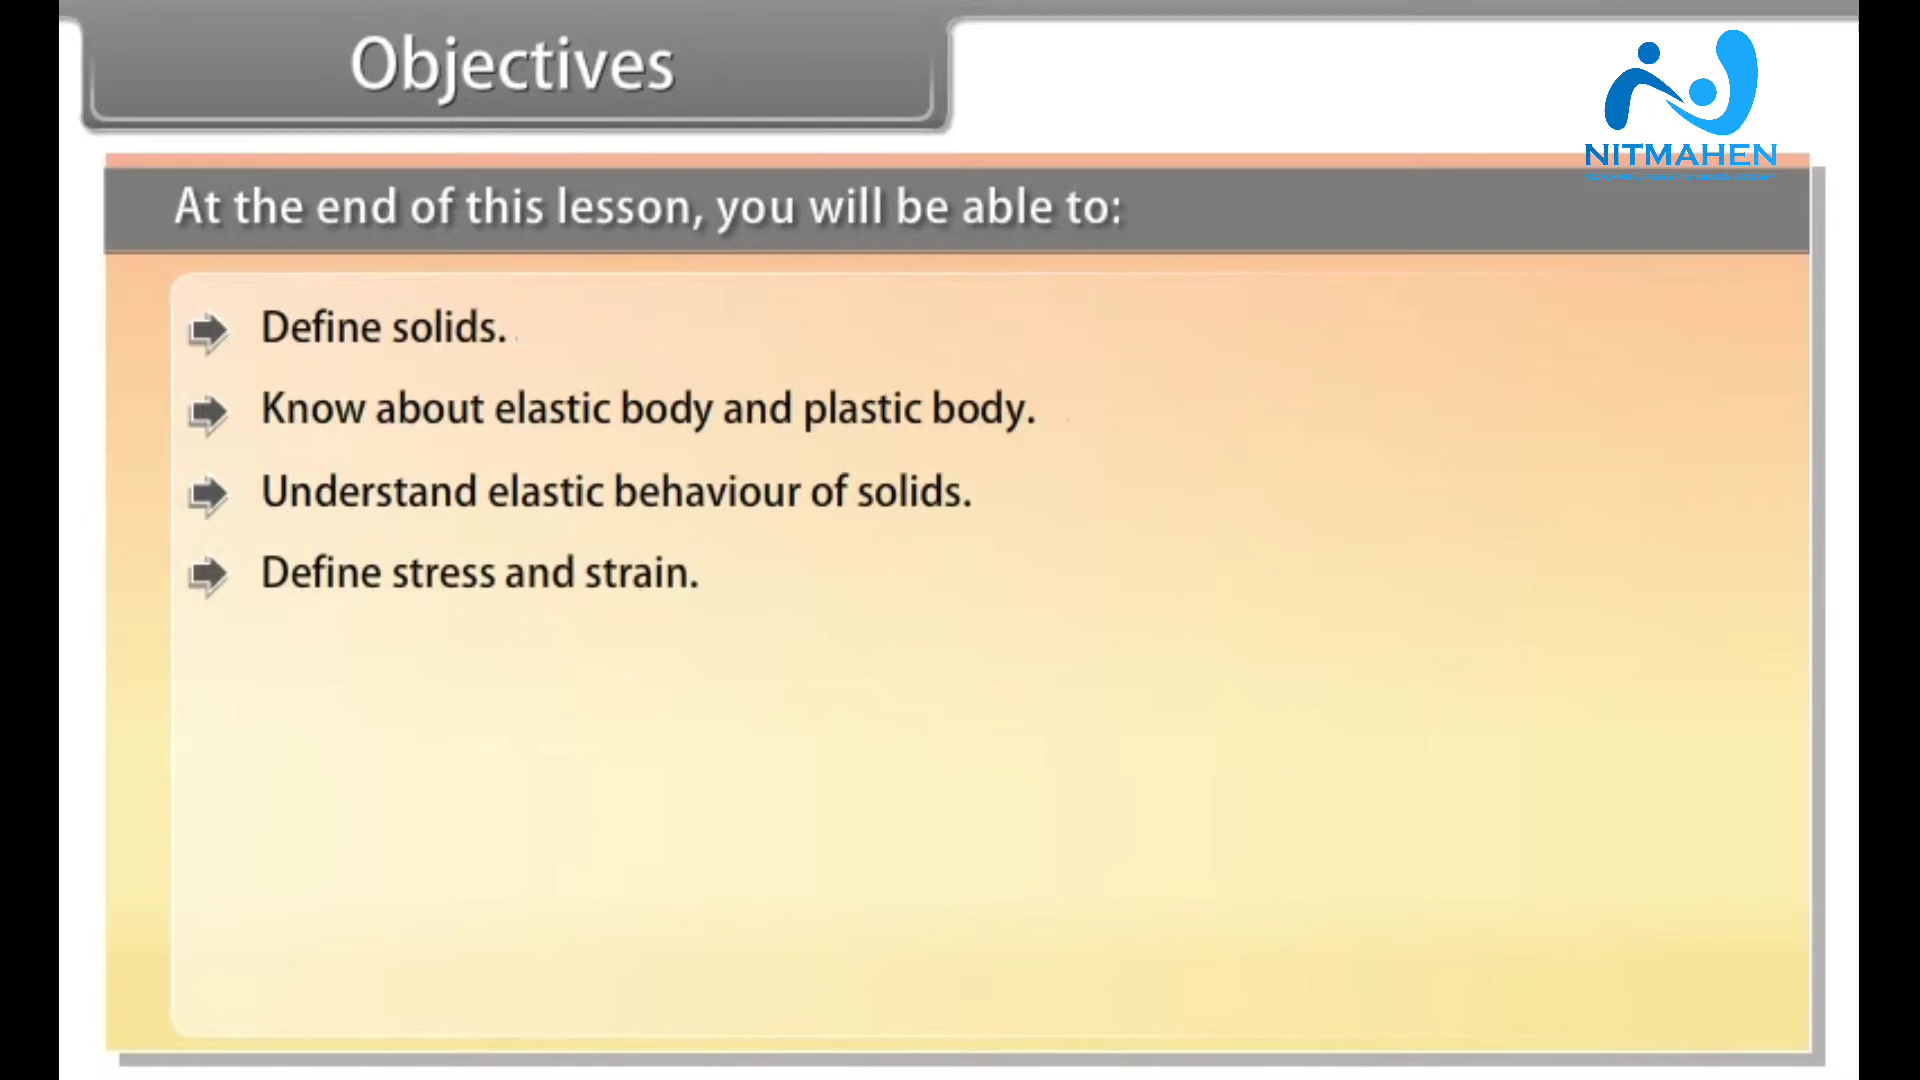 Objectives
NITMAHEN
At the end of this lesson, you will be able to:
Define solids.
Know about elastic body and plastic body.
Understand elastic behaviour of solids.
Define stress and strain.